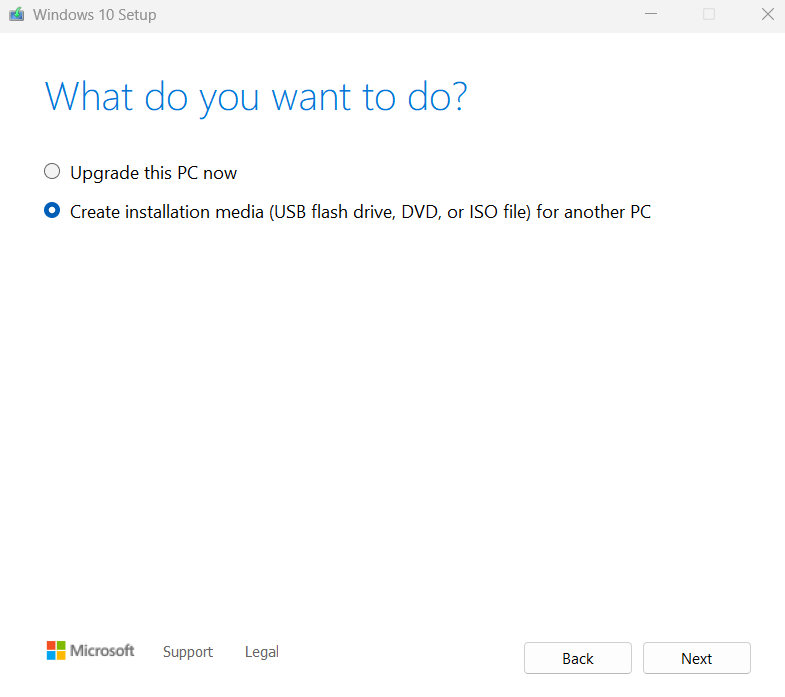 Windows 10 Setup
What do you want to do?
Upgrade this PC now
Create installation media (USB flash drive, DVD, or ISO file) for another PC
Microsoft Support Legal Back Next